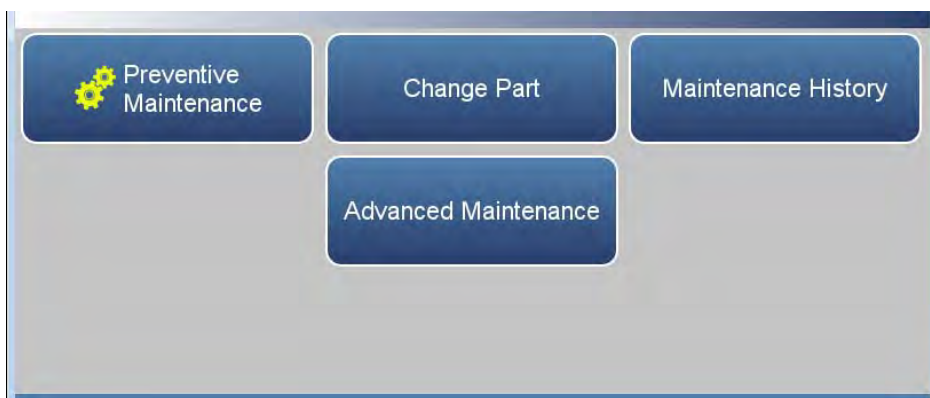 Preventive
Maintenance
Change Part
Maintenance History
Advanced Maintenance